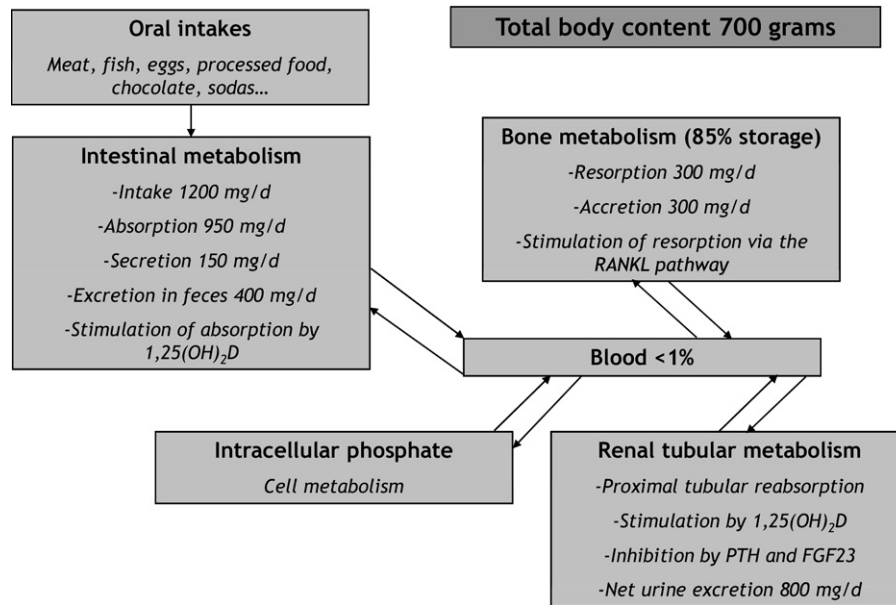 Oral intakes
Meat, fish, eggs, processed food,
chocolate, sodas…
Total body content 700 grams
Intestinal metabolism
-Intake 1200 mg/d
-Absorption 950 mg/d
-Secretion 150 mg/d
-Excretion in feces 400 mg/d
-Stimulation of absorption by
1,25(OH)₂D
Bone metabolism (85% storage)
-Resorption 300 mg/d
-Accretion 300 mg/d
-Stimulation of resorption via the
RANKL pathway
Blood <1%
Intracellular phosphate
Cell metabolism
Renal tubular metabolism
-Proximal tubular reabsorption
-Stimulation by 1,25(OH)₂D
-Inhibition by PTH and FGF23
-Net urine excretion 800 mg/d